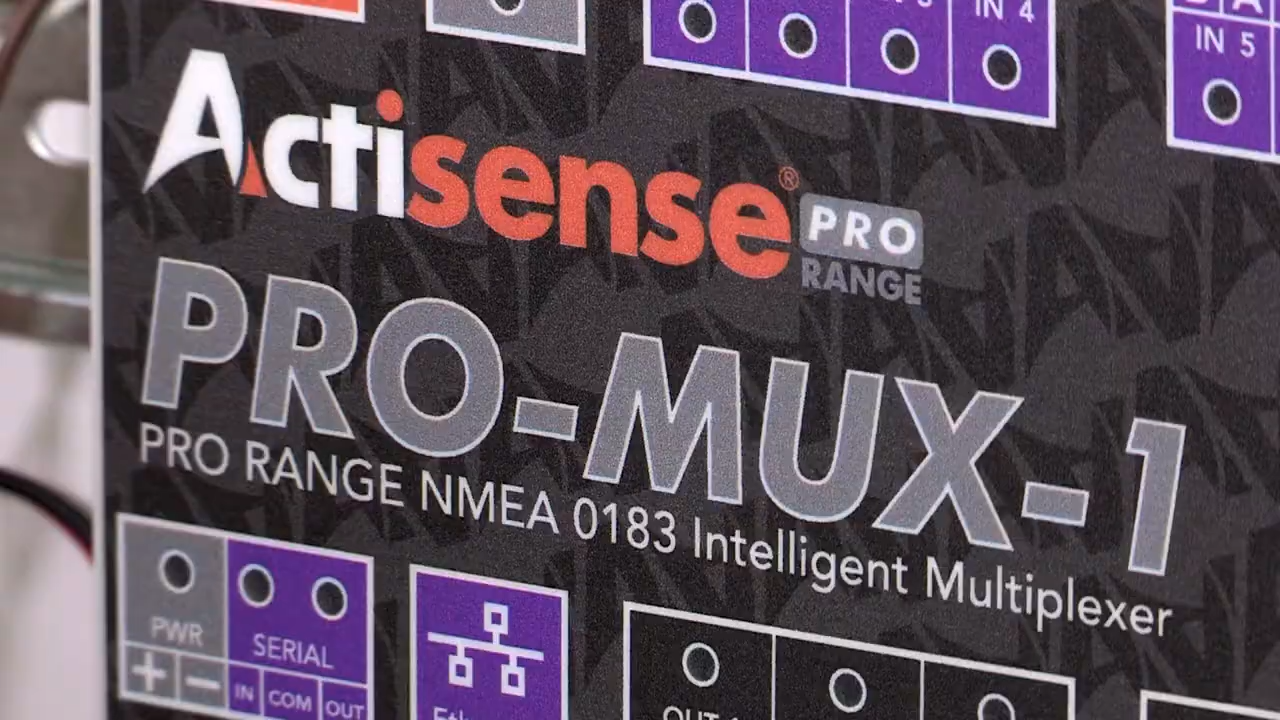 IN 4
IN 5
Actisense® PRO
RANGE
PRO-MUX-1
PRO RANGE NMEA 0183 Intelligent Multiplexer
PWR
SERIAL
+ −
IN COM OUT